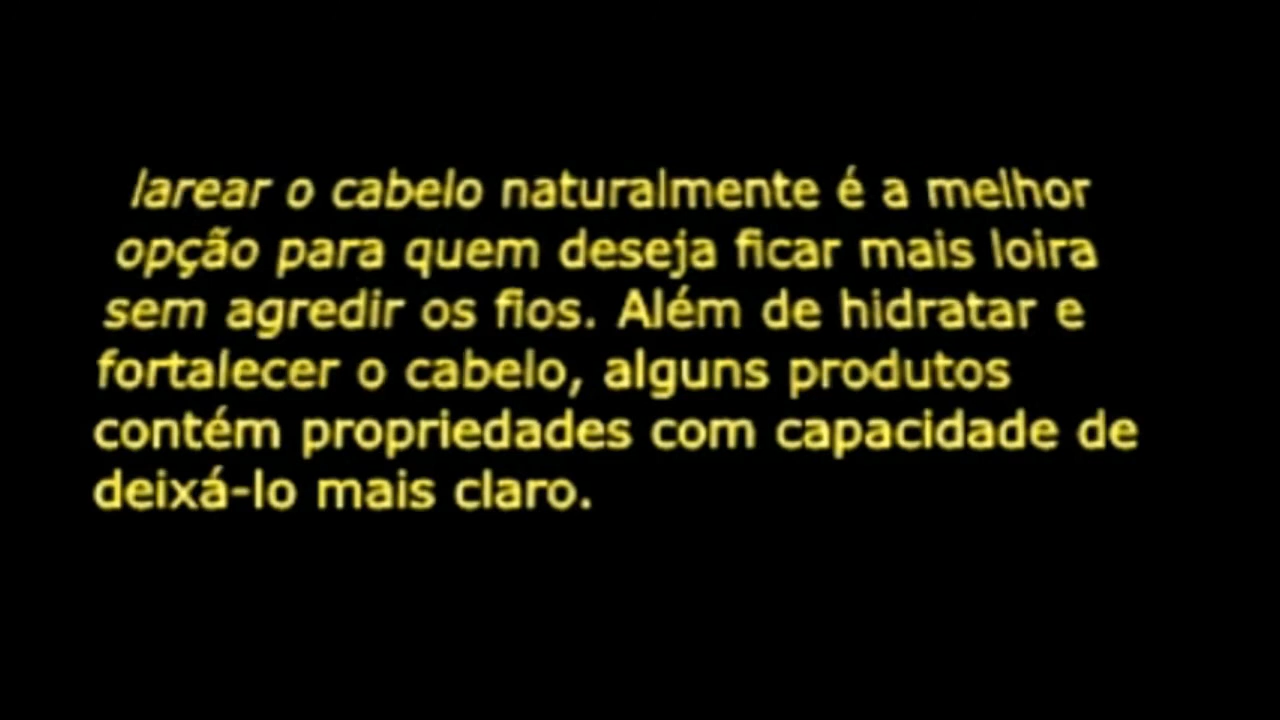 larear o cabelo naturalmente é a melhor
opção para quem deseja ficar mais loira
sem agredir os fios. Além de hidratar e
fortalecer o cabelo, alguns produtos
contém propriedades com capacidade de
deixá-lo mais claro.